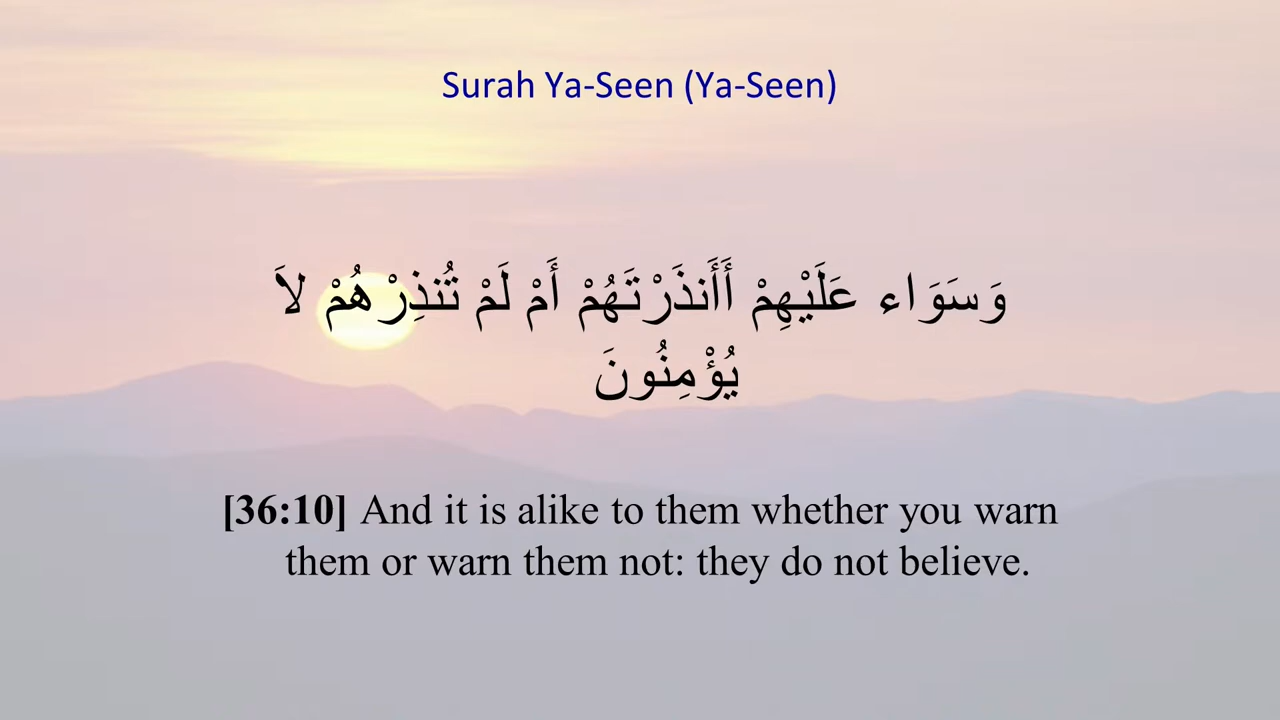 Surah Ya-Seen (Ya-Seen)
وَسَوَاء عَلَيْهِمْ أَأَنذَرْتَهُمْ أَمْ لَمْ تُنذِرْهُمْ لاَ
يُؤْمِنُونَ
[36:10] And it is alike to them whether you warn
them or warn them not: they do not believe.